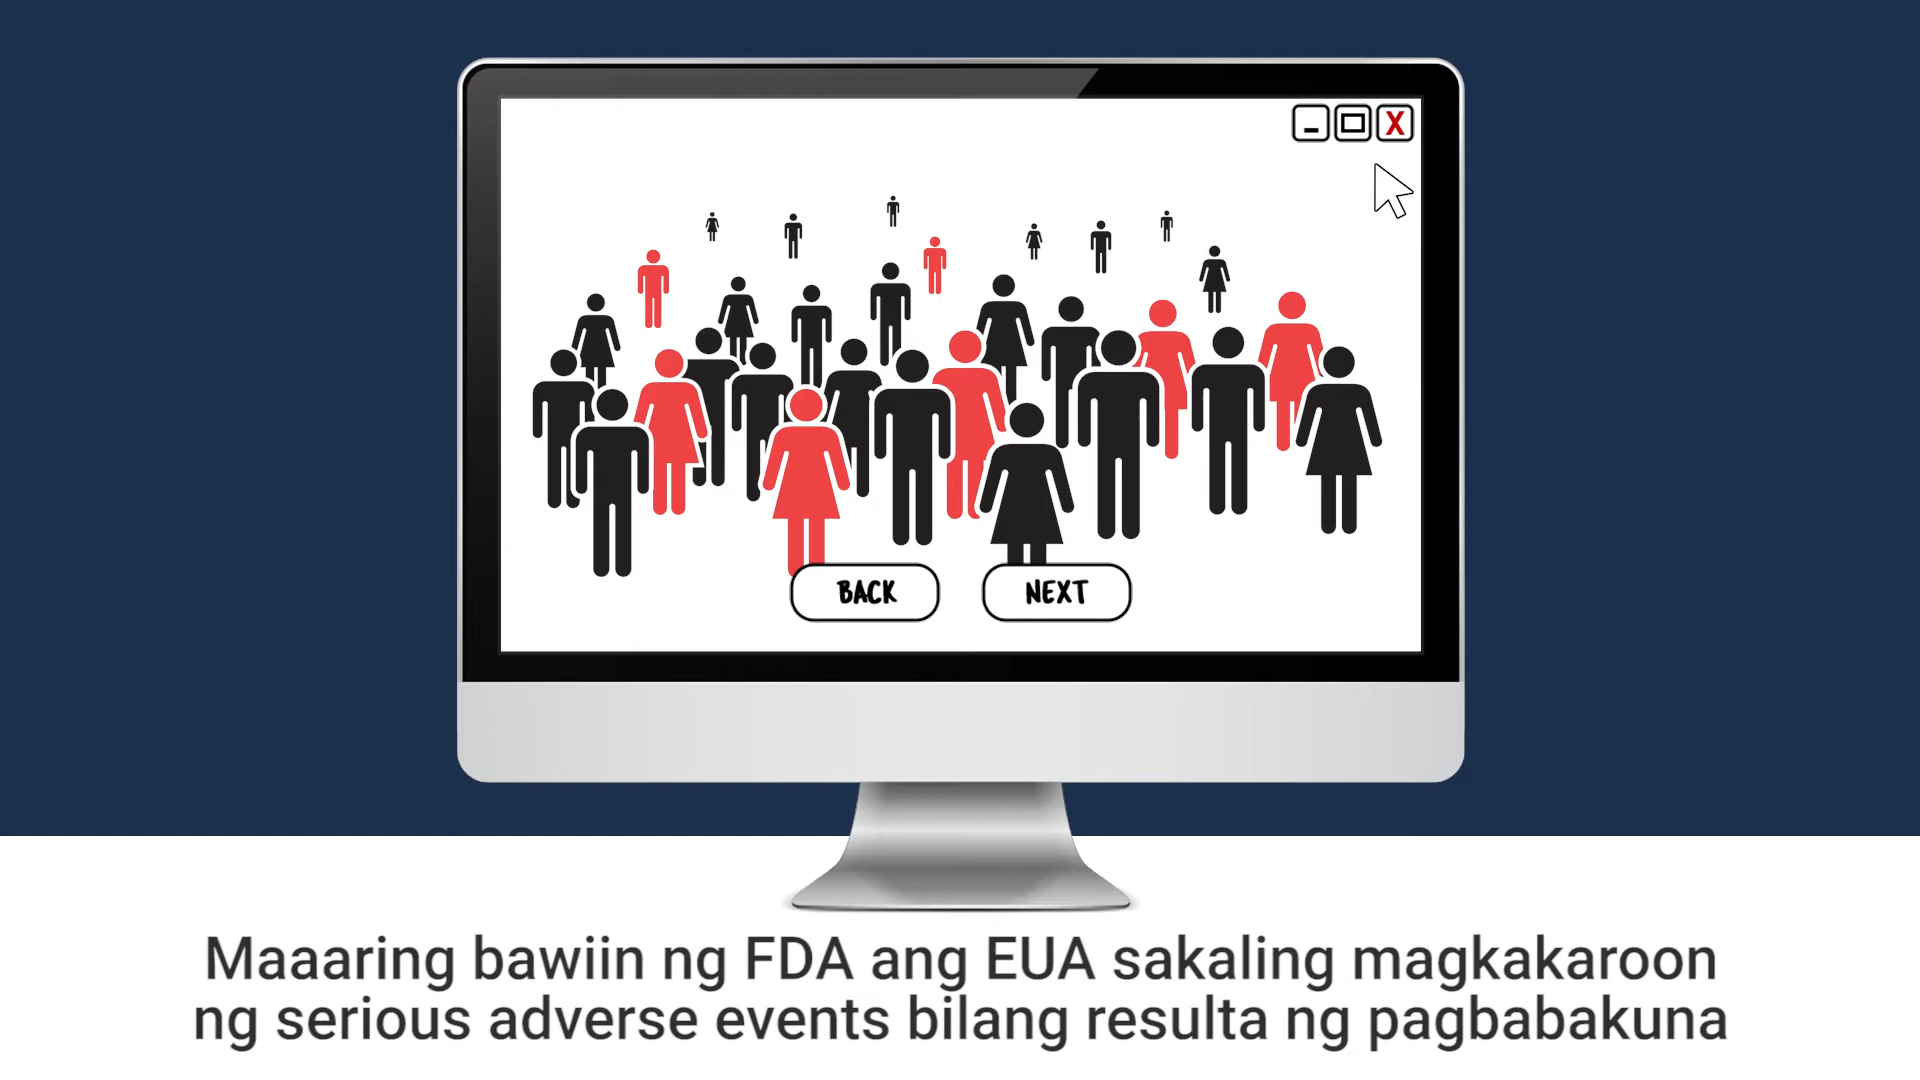 X
BACK
NEXT
Maaaring bawiin ng FDA ang EUA sakaling magkakaroon
ng serious adverse events bilang resulta ng pagbabakuna